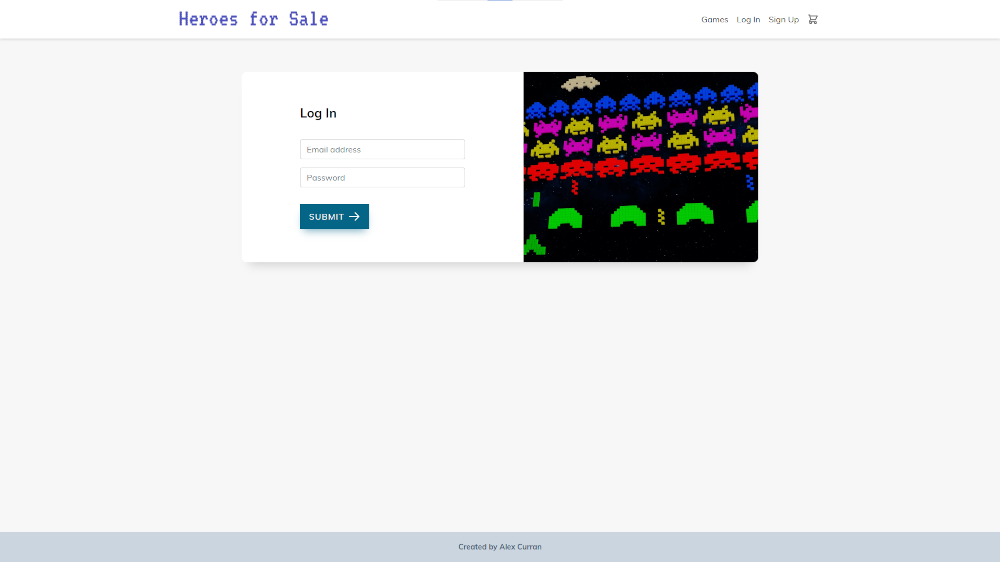 Heroes for Sale
Games Log In Sign Up
Log In
Email address
Password
SUBMIT
Created by Alex Curran